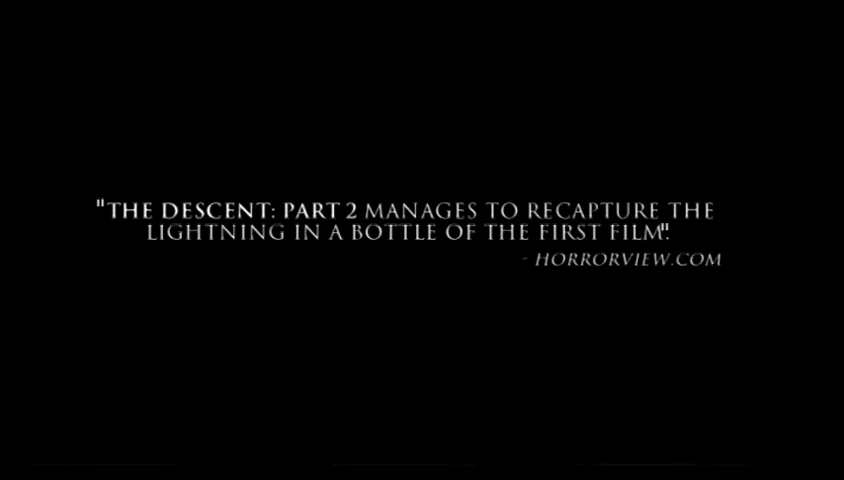 "THE DESCENT: PART 2 MANAGES TO RECAPTURE THE
LIGHTNING IN A BOTTLE OF THE FIRST FILM".
- HORRORVIEW.COM